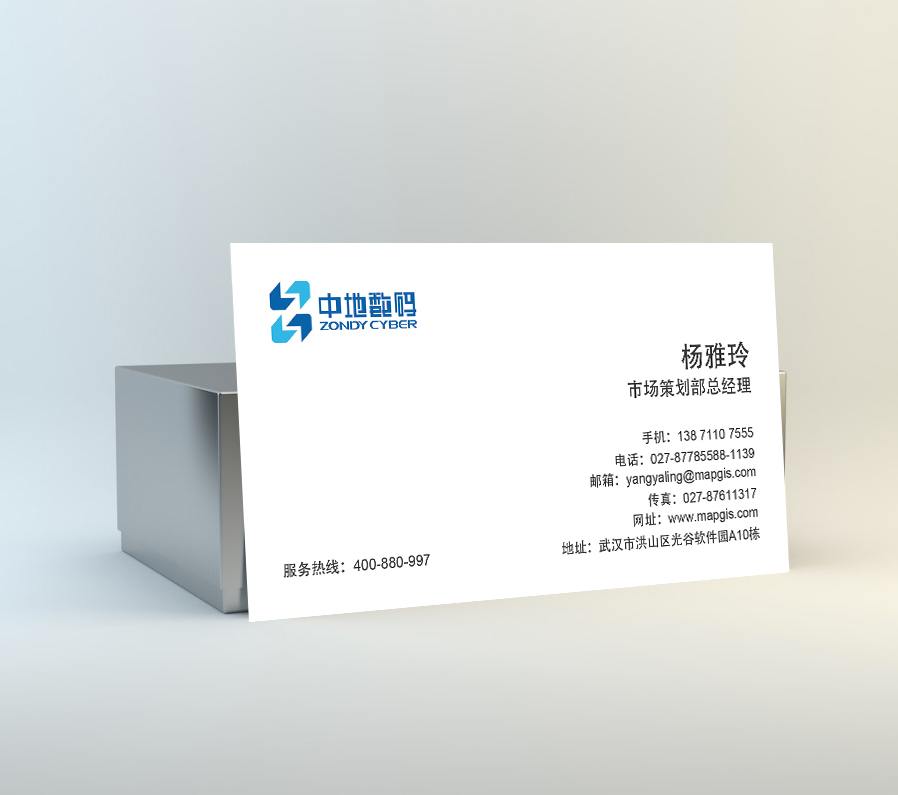 中地数码
ZONDY CYBER
杨雅玲
市场策划部总经理
手机：138 7110 7555
电话：027-87785588-1139
邮箱：yangyaling@mapgis.com
传真：027-87611317
网址：www.mapgis.com
地址：武汉市洪山区光谷软件园A10栋
服务热线：400-880-997